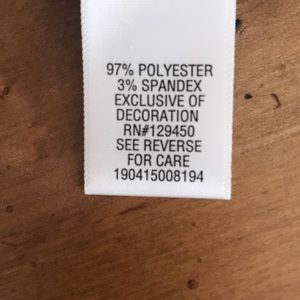 97% POLYESTER
3% SPANDEX
EXCLUSIVE OF
DECORATION
RN#129450
SEE REVERSE
FOR CARE
190415008194